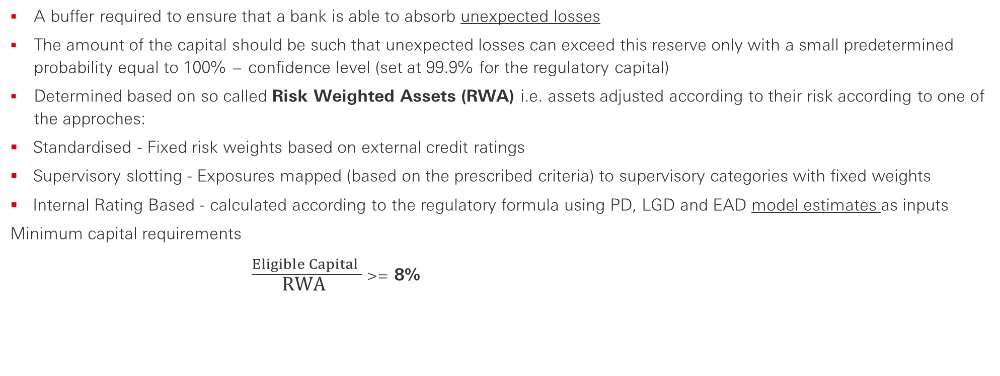 ▪ A buffer required to ensure that a bank is able to absorb unexpected losses
▪ The amount of the capital should be such that unexpected losses can exceed this reserve only with a small predetermined
probability equal to 100% – confidence level (set at 99.9% for the regulatory capital)
▪ Determined based on so called Risk Weighted Assets (RWA) i.e. assets adjusted according to their risk according to one of
the approches:
▪ Standardised - Fixed risk weights based on external credit ratings
▪ Supervisory slotting - Exposures mapped (based on the prescribed criteria) to supervisory categories with fixed weights
▪ Internal Rating Based - calculated according to the regulatory formula using PD, LGD and EAD model estimates as inputs
Minimum capital requirements
Eligible Capital
RWA
>= 8%